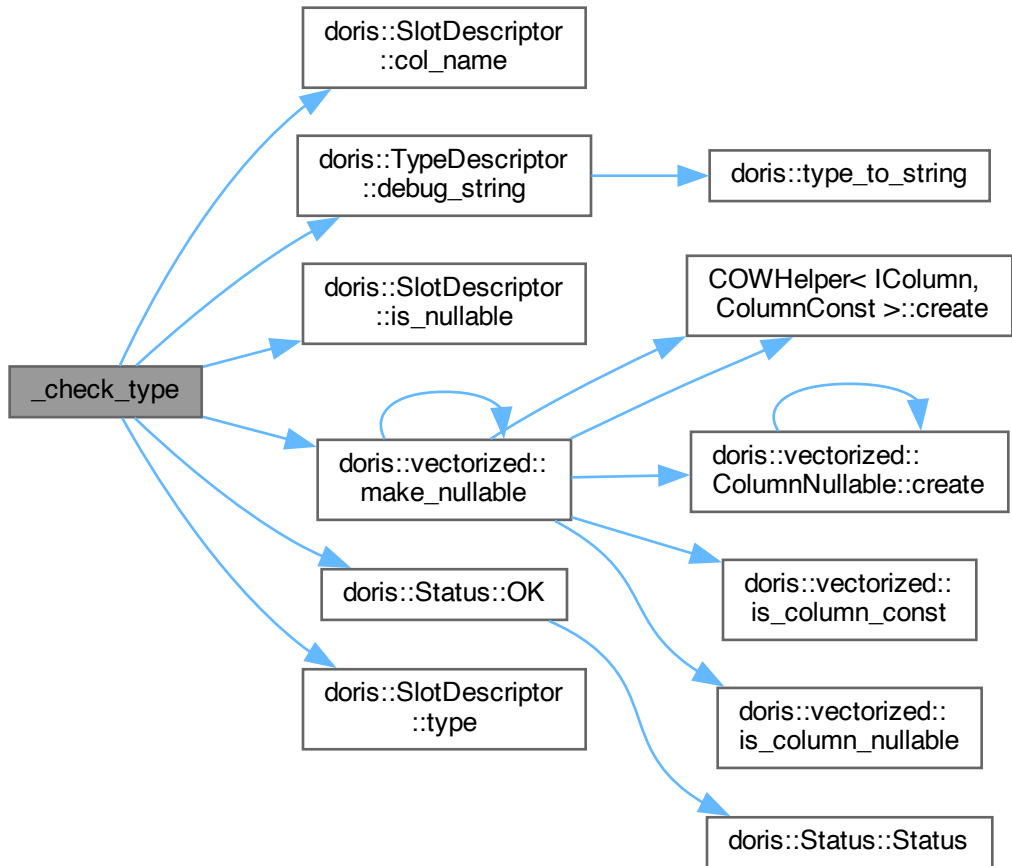 doris::SlotDescriptor
::col_name
doris::TypeDescriptor
::debug_string
doris::type_to_string
doris::SlotDescriptor
::is_nullable
COWHelper< IColumn,
ColumnConst >::create
_check_type
doris::vectorized::
make_nullable
doris::vectorized::
ColumnNullable::create
doris::Status::OK
doris::vectorized::
is_column_const
doris::SlotDescriptor
::type
doris::vectorized::
is_column_nullable
doris::Status::Status